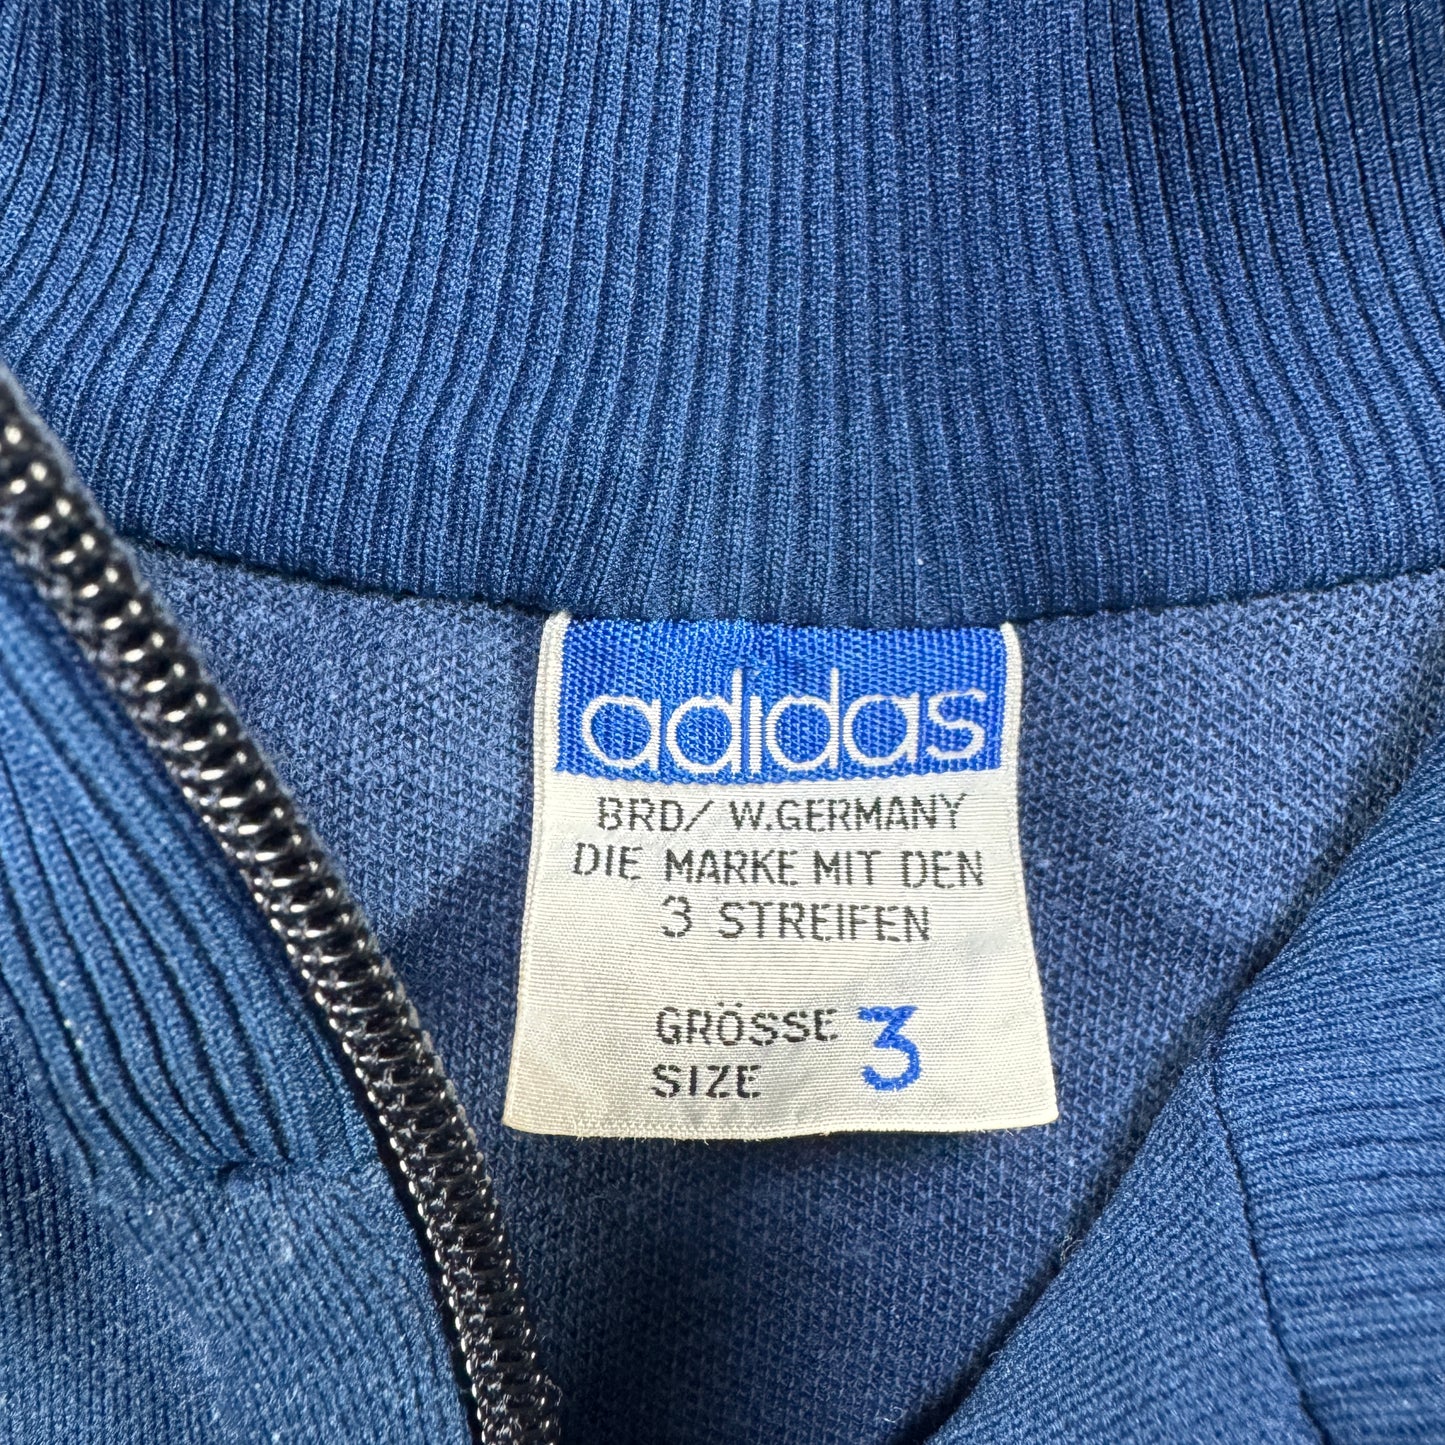 adidas
BRD/ W.GERMANY
DIE MARKE MIT DEN
3 STREIFEN
GRÖSSE 3
SIZE